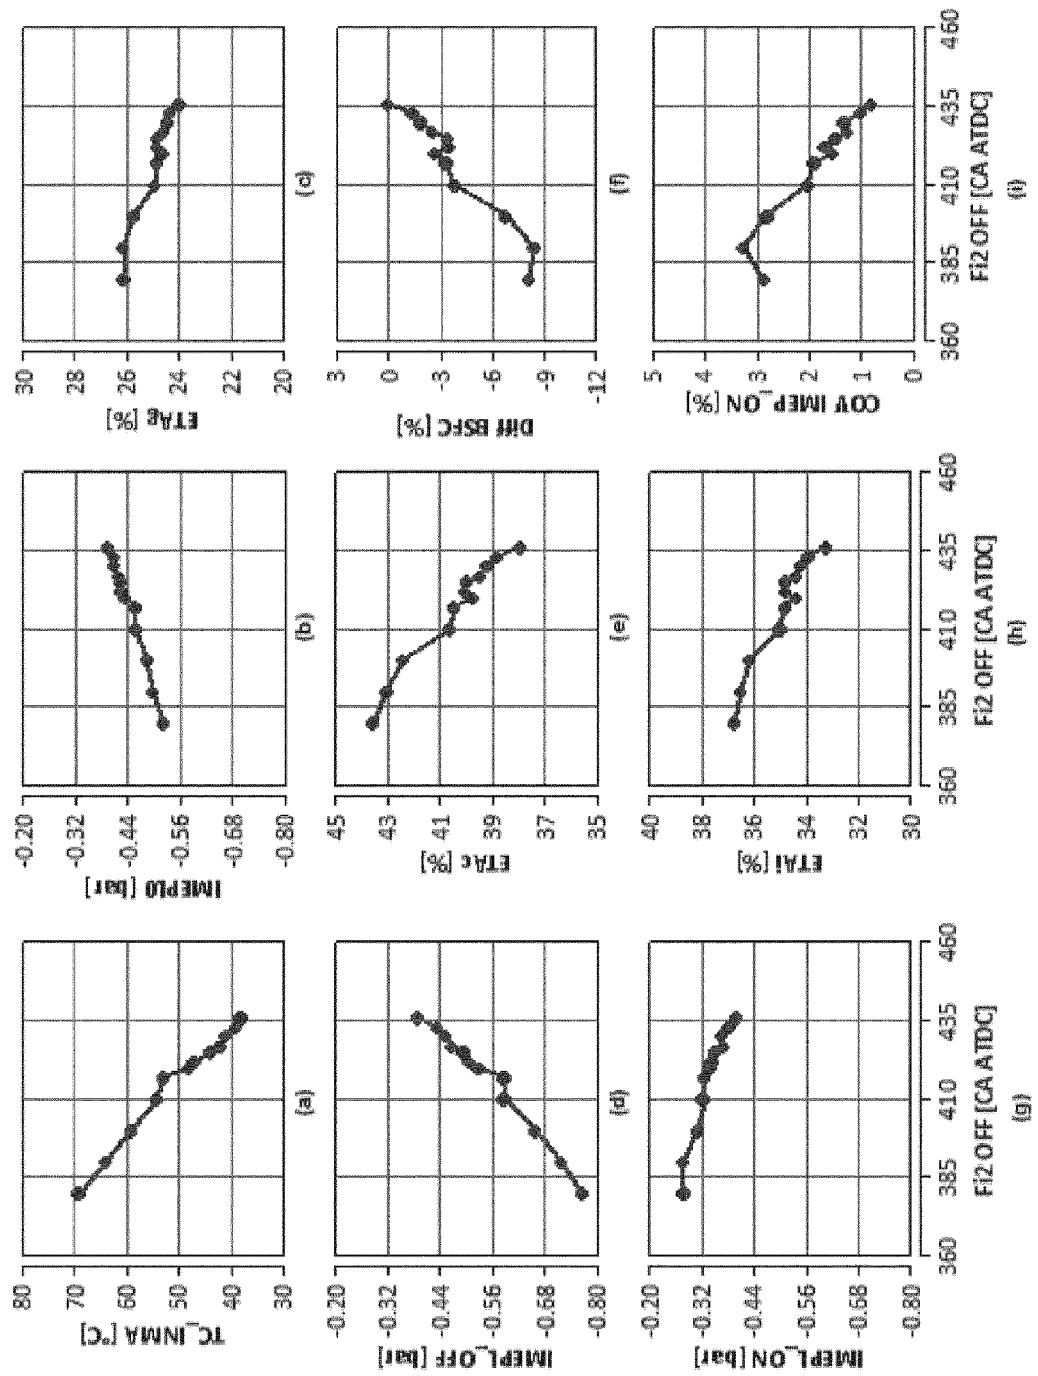 TC_INMA [°C]
80
70
60
50
40
30
(a)
IMEPL0 [bar]
-0.20
-0.32
-0.44
-0.56
-0.68
-0.80
(b)
ETAg [%]
30
28
26
24
22
20
(c)
IMEPL_OFF [bar]
-0.20
-0.32
-0.44
-0.56
-0.68
-0.80
(d)
ETAc [%]
45
43
41
39
37
35
(e)
Diff BSFC [%]
3
0
-3
-6
-9
-12
(f)
IMEPL_ON [bar]
-0.20
-0.32
-0.44
-0.56
-0.68
-0.80
360 385 410 435 460
Fi2 OFF [CA ATDC]
(g)
ETAi [%]
40
38
36
34
32
30
360 385 410 435 460
Fi2 OFF [CA ATDC]
(h)
COV IMEP_ON [%]
5
4
3
2
1
0
360 385 410 435 460
Fi2 OFF [CA ATDC]
(i)